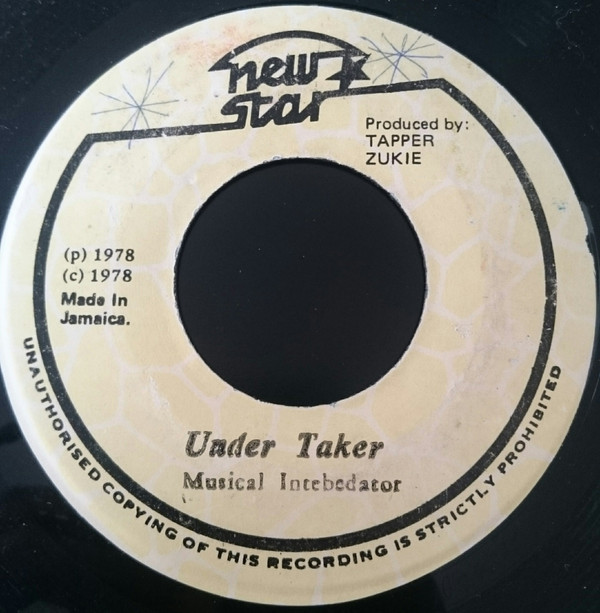 new
star
Produced by:
TAPPER
ZUKIE
(p) 1978
(c) 1978
Made In
Jamaica.
Under Taker
Musical Intebedator
UNAUTHORISED COPYING OF THIS RECORDING IS STRICTLY PROHIBITED